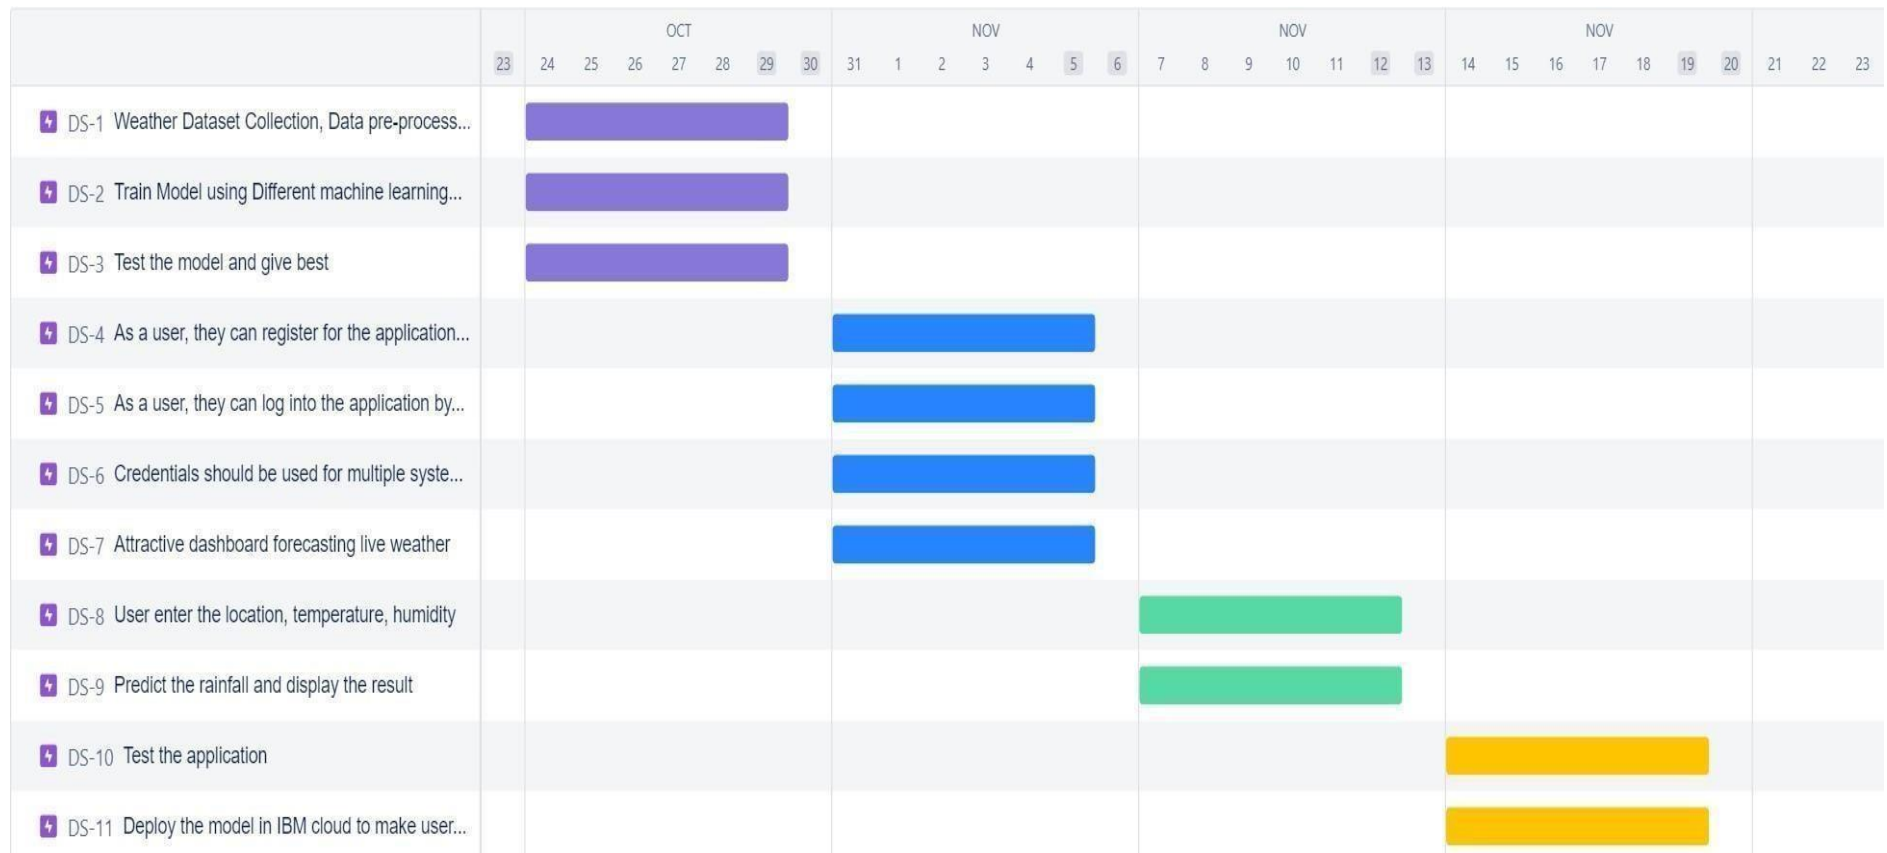 OCT NOV NOV NOV
23 24 25 26 27 28 29 30 31 1 2 3 4 5 6 7 8 9 10 11 12 13 14 15 16 17 18 19 20 21 22 23
DS-1 Weather Dataset Collection, Data pre-process...
DS-2 Train Model using Different machine learning...
DS-3 Test the model and give best
DS-4 As a user, they can register for the application...
DS-5 As a user, they can log into the application by...
DS-6 Credentials should be used for multiple syste...
DS-7 Attractive dashboard forecasting live weather
DS-8 User enter the location, temperature, humidity
DS-9 Predict the rainfall and display the result
DS-10 Test the application
DS-11 Deploy the model in IBM cloud to make user...